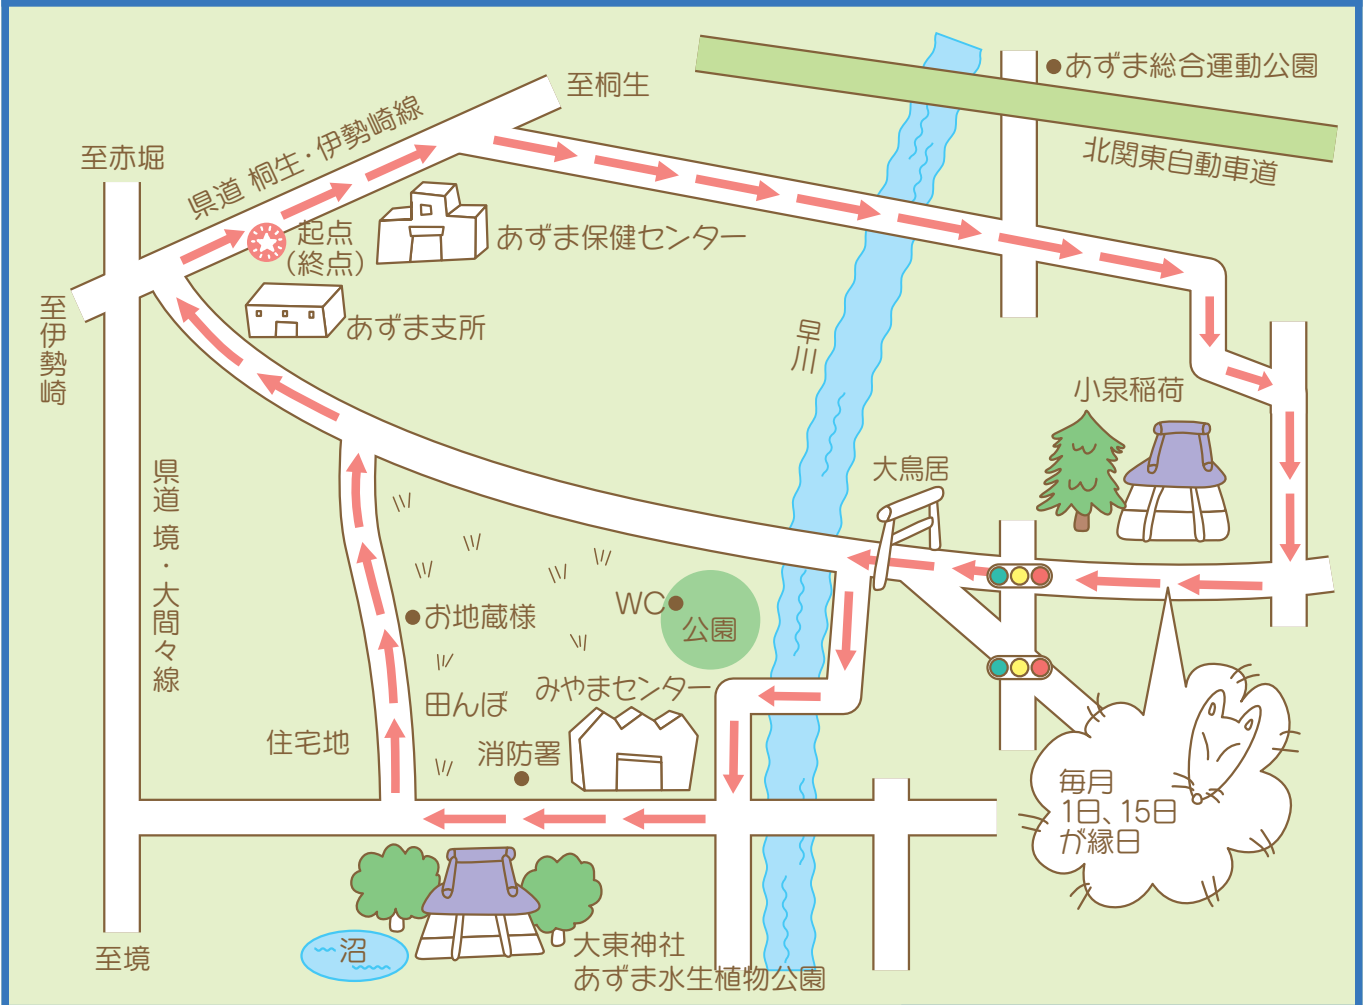 至桐生
あずま総合運動公園
北関東自動車道
至赤堀
県道 桐生・伊勢崎線
起点
(終点)
あずま保健センター
至伊勢崎
あずま支所
早川
小泉稲荷
大鳥居
県道 境・大間々線
WC
公園
お地蔵様
みやまセンター
田んぼ
住宅地
消防署
毎月
1日、15日
が縁日
沼
至境
大東神社
あずま水生植物公園